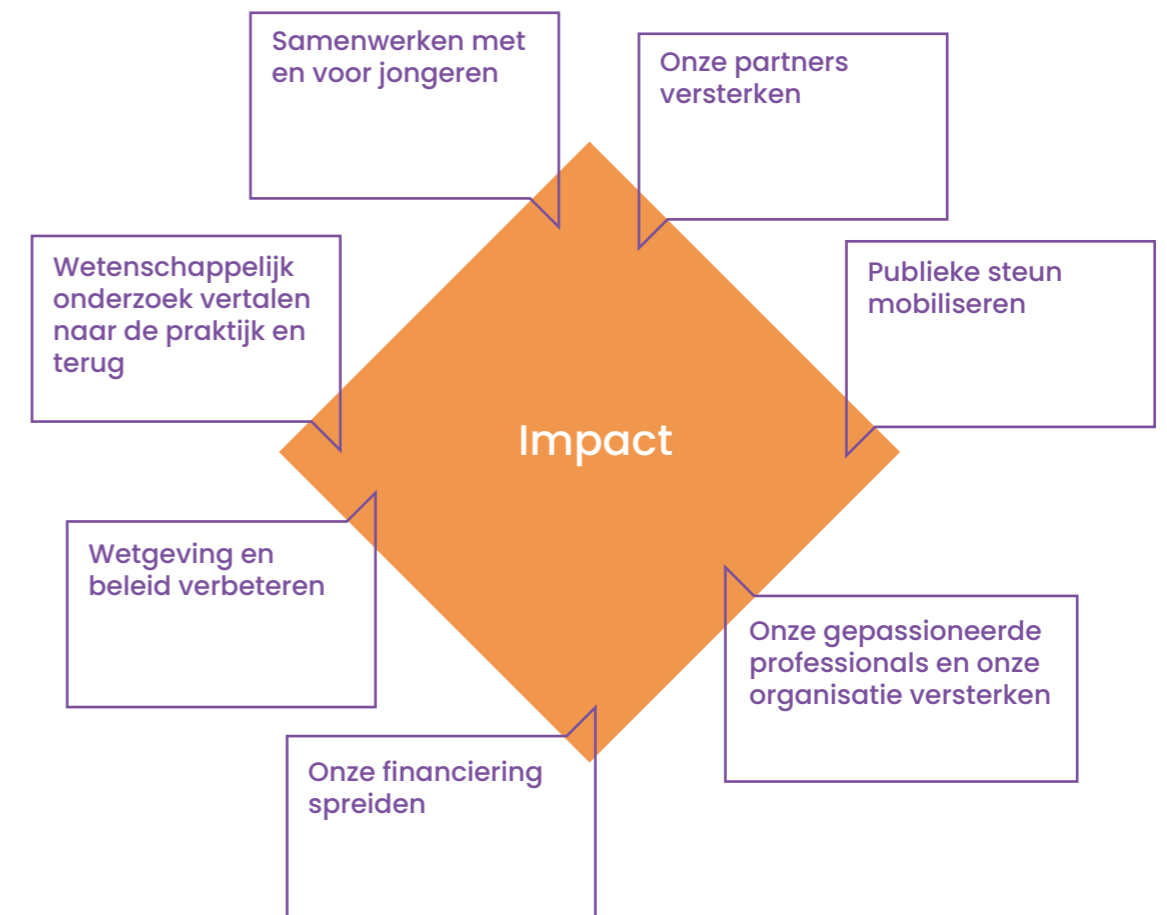 Samenwerken met
en voor jongeren
Onze partners
versterken
Wetenschappelijk
onderzoek vertalen
naar de praktijk en
terug
Publieke steun
mobiliseren
Impact
Wetgeving en
beleid verbeteren
Onze gepassioneerde
professionals en onze
organisatie versterken
Onze financiering
spreiden